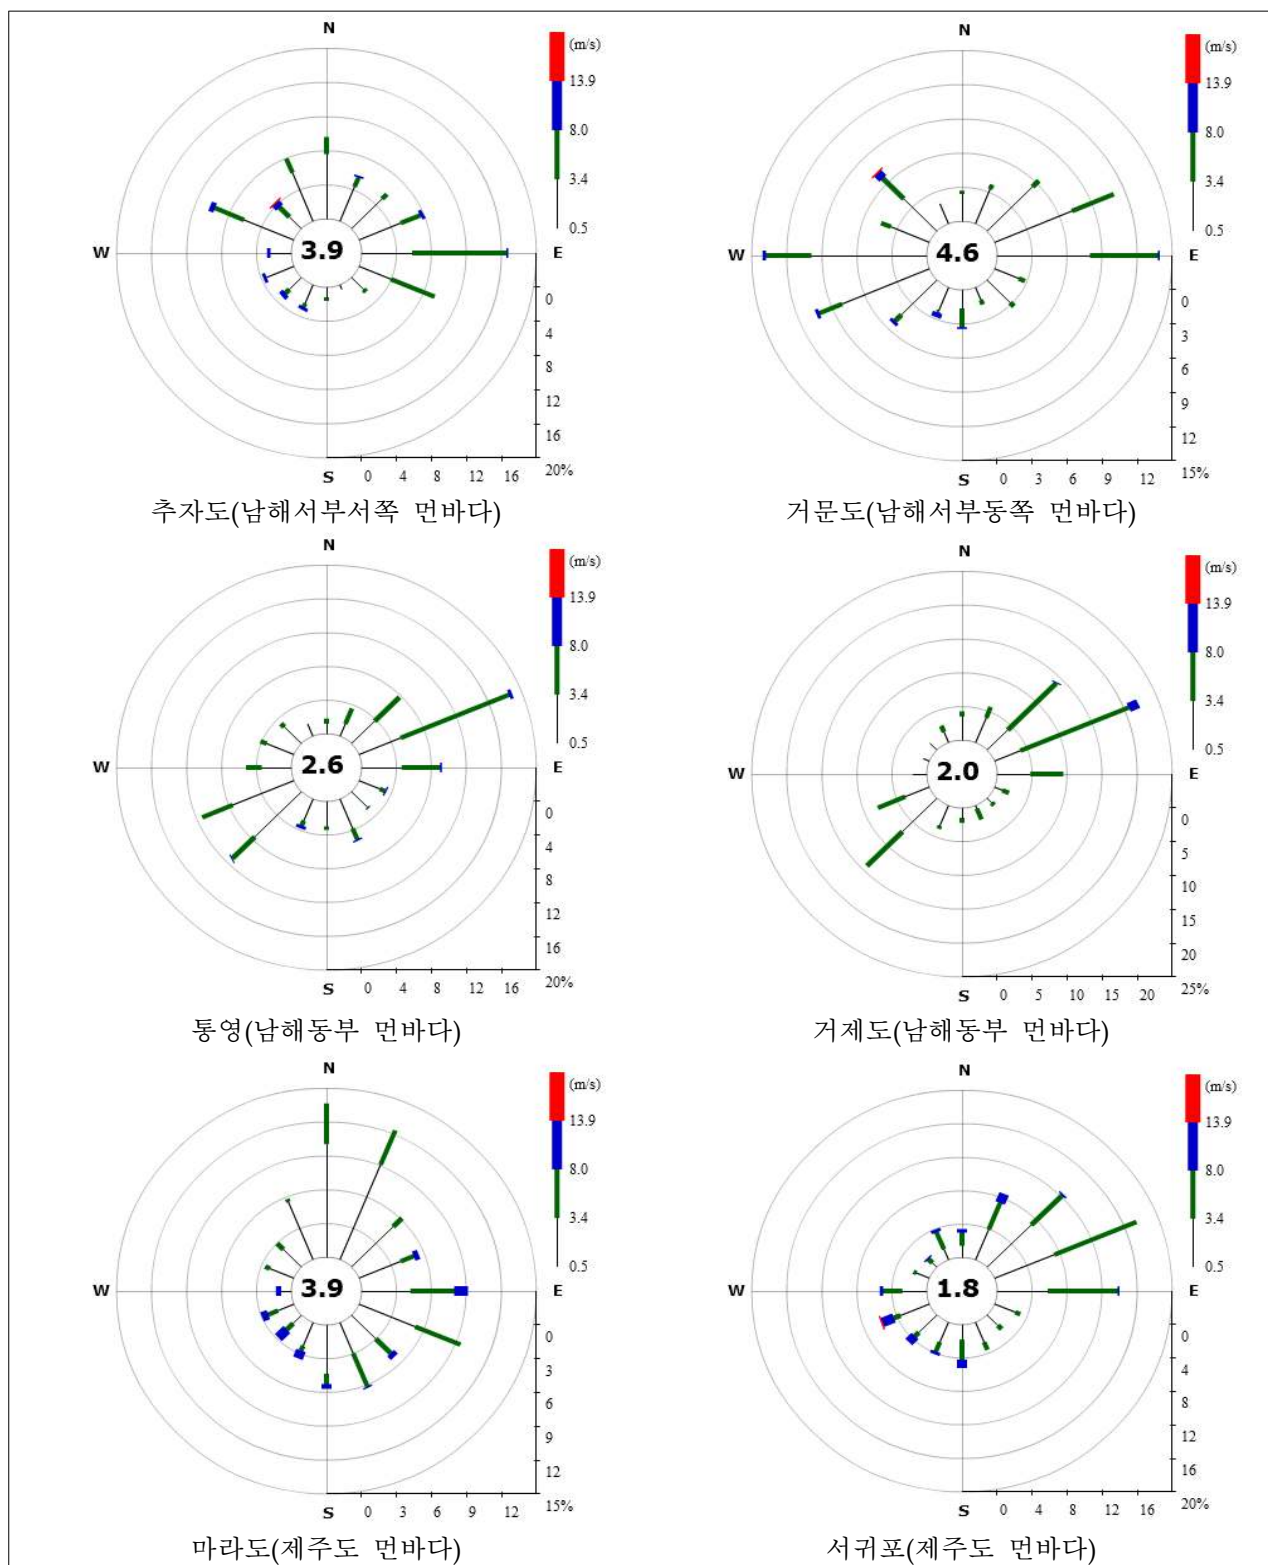 N
(m/s)
13.9
8.0
3.4
0.5
W
3.9
E
0
4
8
12
16
20%
S 0 4 8 12 16
추자도(남해서부서쪽 먼바다)
N
(m/s)
13.9
8.0
3.4
0.5
W
4.6
E
0
3
6
9
12
15%
S 0 3 6 9 12
거문도(남해서부동쪽 먼바다)
N
(m/s)
13.9
8.0
3.4
0.5
W
2.6
E
0
4
8
12
16
20%
S 0 4 8 12 16
통영(남해동부 먼바다)
N
(m/s)
13.9
8.0
3.4
0.5
W
2.0
E
0
5
10
15
20
25%
S 0 5 10 15 20
거제도(남해동부 먼바다)
N
(m/s)
13.9
8.0
3.4
0.5
W
3.9
E
0
3
6
9
12
15%
S 0 3 6 9 12
마라도(제주도 먼바다)
N
(m/s)
13.9
8.0
3.4
0.5
W
1.8
E
0
4
8
12
16
20%
S 0 4 8 12 16
서귀포(제주도 먼바다)